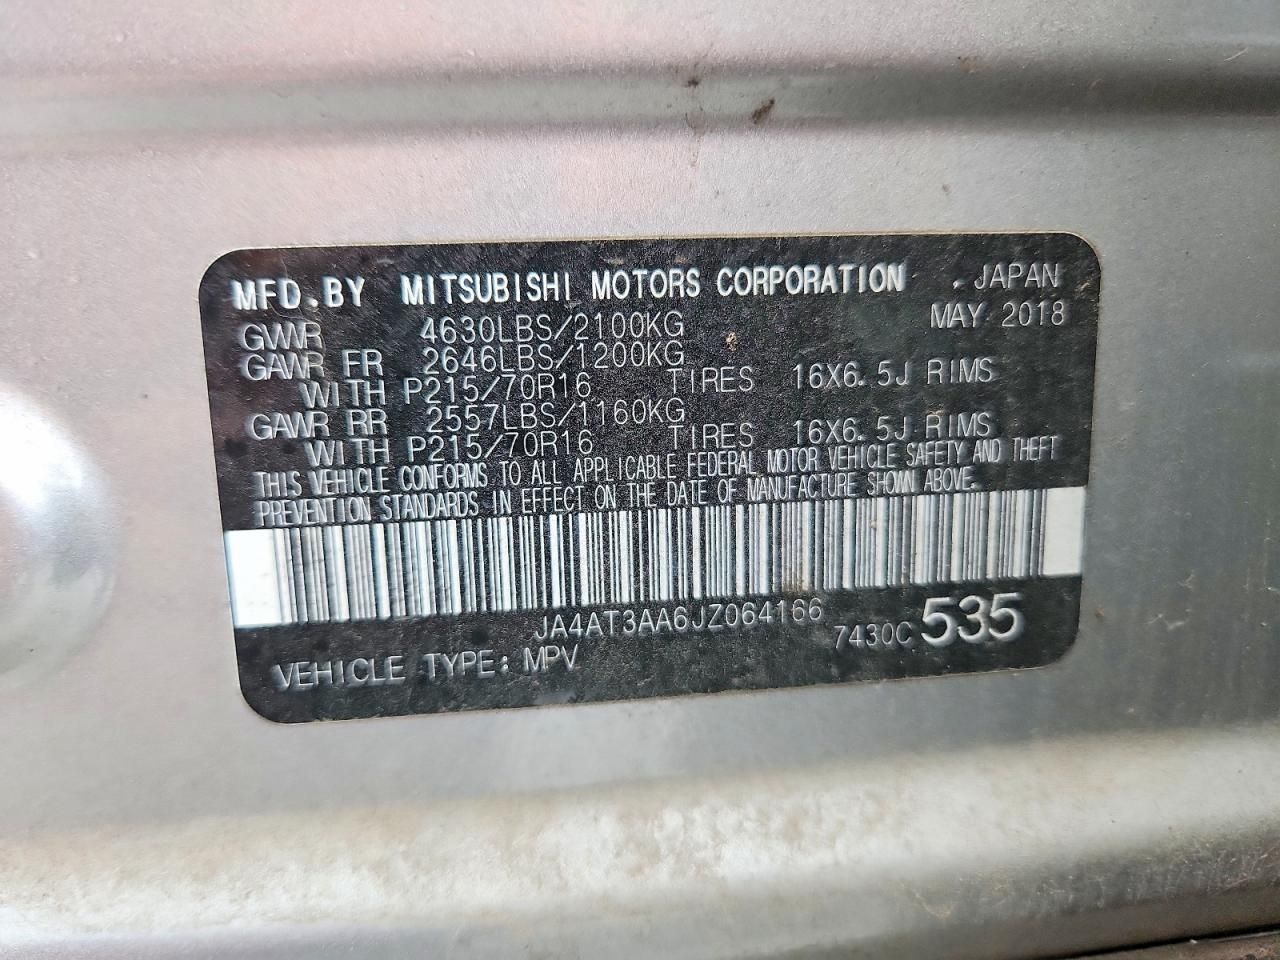 MFD. BY MITSUBISHI MOTORS CORPORATION . JAPAN
GVWR 4630LBS/2100KG MAY 2018
GAWR FR 2646LBS/1200KG
WITH P215/70R16 TIRES 16X6.5J RIMS
GAWR RR 2557LBS/1160KG
WITH P215/70R16 TIRES 16X6.5J RIMS
THIS VEHICLE CONFORMS TO ALL APPLICABLE FEDERAL MOTOR VEHICLE SAFETY AND THEFT
PREVENTION STANDARDS IN EFFECT ON THE DATE OF MANUFACTURE SHOWN ABOVE.
JA4AT3AA6JZ064166
7430C 535
VEHICLE TYPE: MPV